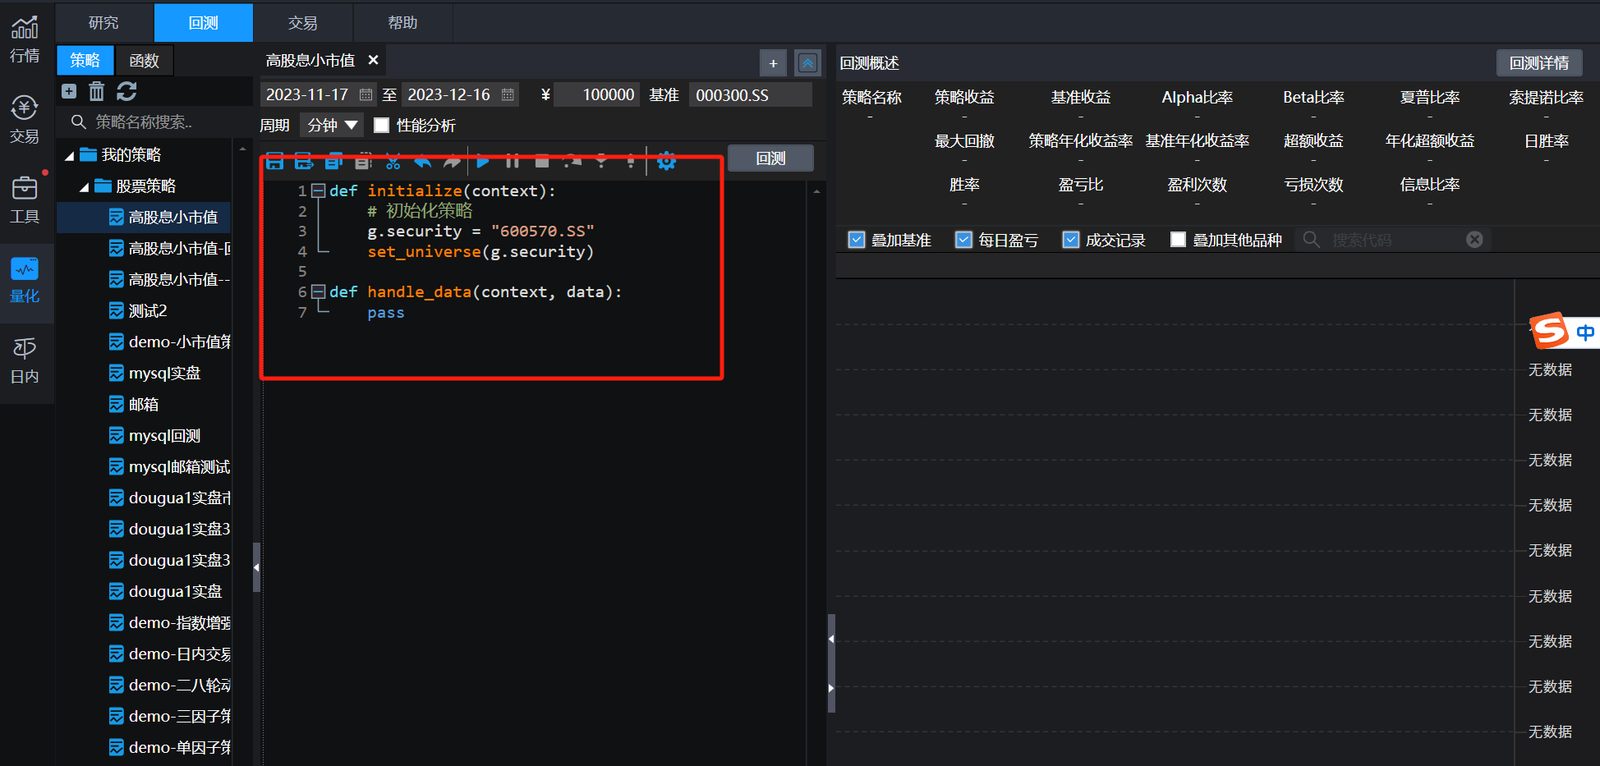 研究 回测 交易 帮助
行情
交易
工具
量化
日内
策略 函数
策略名称搜索..
我的策略
股票策略
高股息小市值
高股息小市值-回
高股息小市值--
测试2
demo-小市值策
mysql实盘
邮箱
mysql回测
mysql邮箱测试
dougua1实盘市
dougua1实盘3
dougua1实盘3
dougua1实盘
demo-指数增强
demo-日内交易
demo-二八轮动
demo-三因子策
demo-单因子策
高股息小市值 ×
+
2023-11-17 至 2023-12-16 ¥ 100000 基准 000300.SS
周期 分钟 性能分析
回测
1 def initialize(context):
2 # 初始化策略
3 g.security = "600570.SS"
4 set_universe(g.security)
5
6 def handle_data(context, data):
7 pass
回测概述 回测详情
策略名称 策略收益 基准收益 Alpha比率 Beta比率 夏普比率 索提诺比率
- - - - - - -
最大回撤 策略年化收益率 基准年化收益率 超额收益 年化超额收益 日胜率
- - - - - -
胜率 盈亏比 盈利次数 亏损次数 信息比率
- - - - -
叠加基准 每日盈亏 成交记录 叠加其他品种 搜索代码
S 中
无数据
无数据
无数据
无数据
无数据
无数据
无数据
无数据
无数据